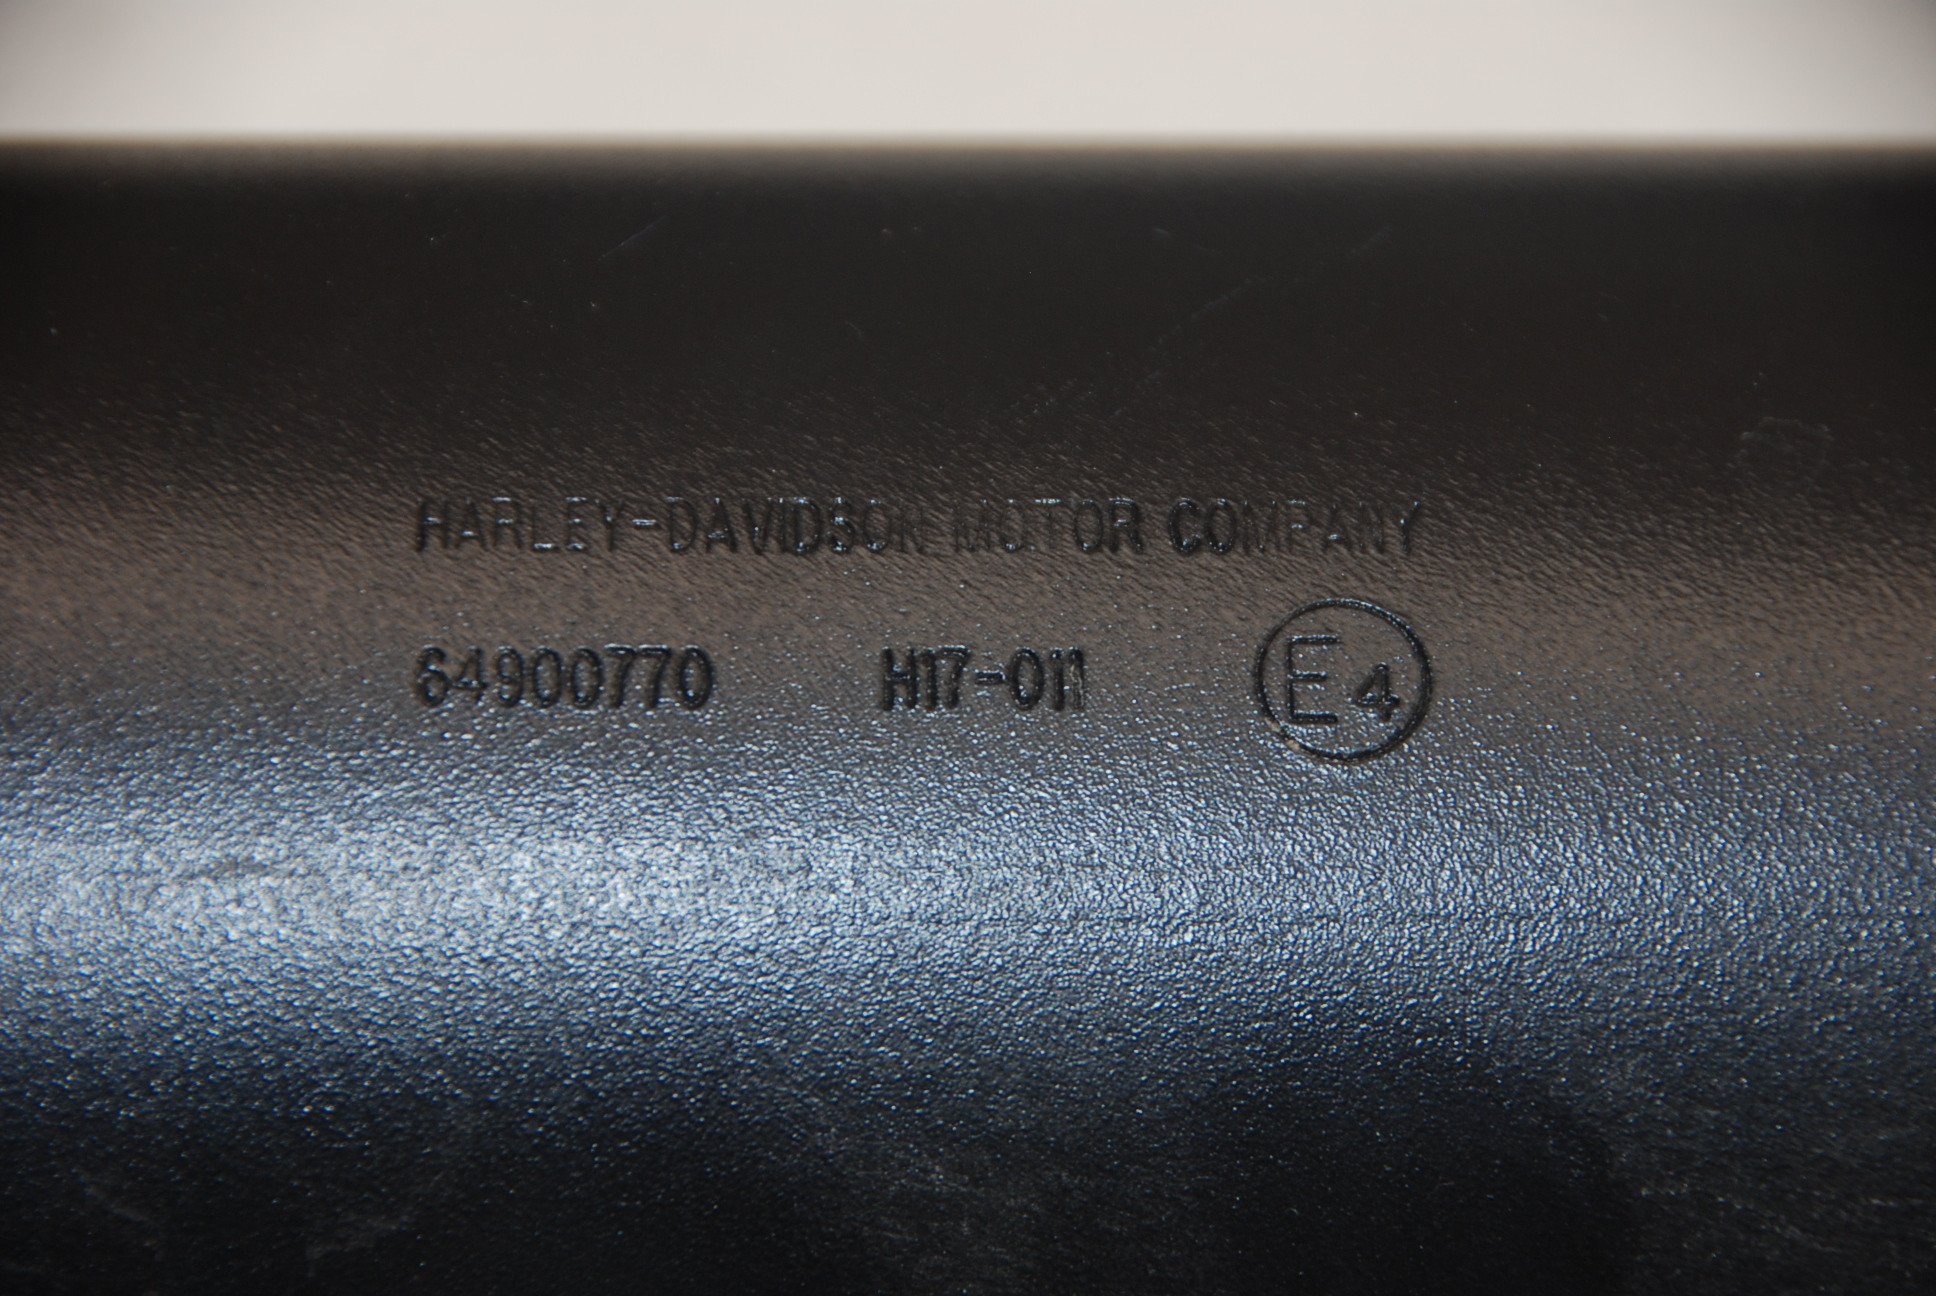 HARLEY-DAVIDSON MOTOR COMPANY
64900770 H17-011 E4